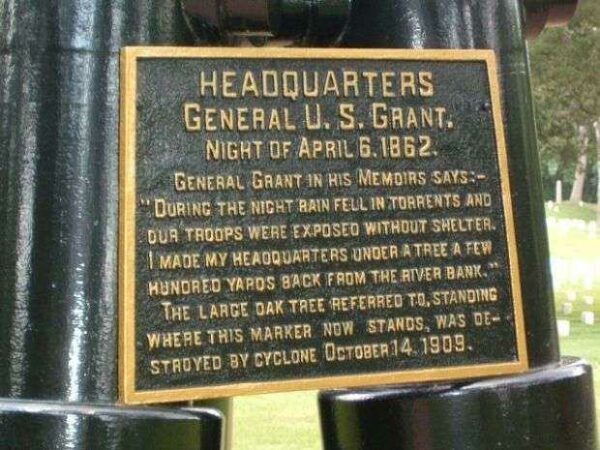 HEADQUARTERS
GENERAL U. S. GRANT.
NIGHT OF APRIL 6. 1862.
GENERAL GRANT IN HIS MEMOIRS SAYS:-
"DURING THE NIGHT RAIN FELL IN TORRENTS AND
OUR TROOPS WERE EXPOSED WITHOUT SHELTER.
I MADE MY HEADQUARTERS UNDER A TREE A FEW
HUNDRED YARDS BACK FROM THE RIVER BANK."
THE LARGE OAK TREE REFERRED TO, STANDING
WHERE THIS MARKER NOW STANDS, WAS DE-
STROYED BY CYCLONE OCTOBER 14, 1909.